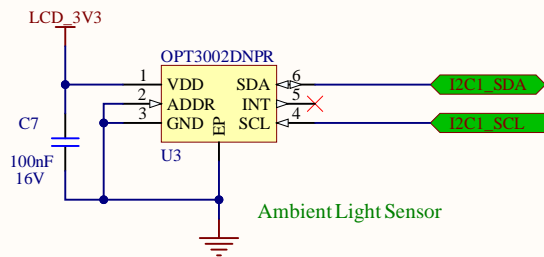 LCD_3V3
OPT3002DNPR
1 VDD SDA 6 I2C1_SDA
2 ADDR INT 5
3 GND EP SCL 4 I2C1_SCL
C7
U3
100nF
16V
Ambient Light Sensor